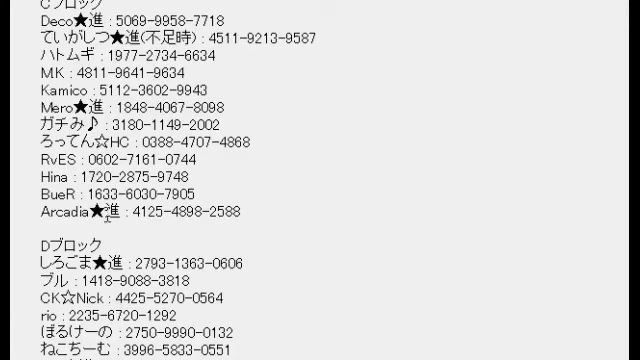 Cブロック
Deco★進 : 5069-9958-7718
ていがしつ★進(不足時) : 4511-9213-9587
ハトムギ : 1977-2734-6634
M.K : 4811-9641-9634
Kamico : 5112-3602-9943
Mero★進 : 1848-4067-8098
ガチみ♪ : 3180-1149-2002
ろってん☆HC : 0388-4707-4868
RvES : 0602-7161-0744
Hina : 1720-2875-9748
BueR : 1633-6030-7905
Arcadia★進 : 4125-4898-2588
Dブロック
しろごま★進 : 2793-1363-0606
ブル : 1418-9088-3818
CK☆Nick : 4425-5270-0564
rio : 2235-6720-1292
ぽるけーの : 2750-9990-0132
ねこちーむ : 3996-5833-0551